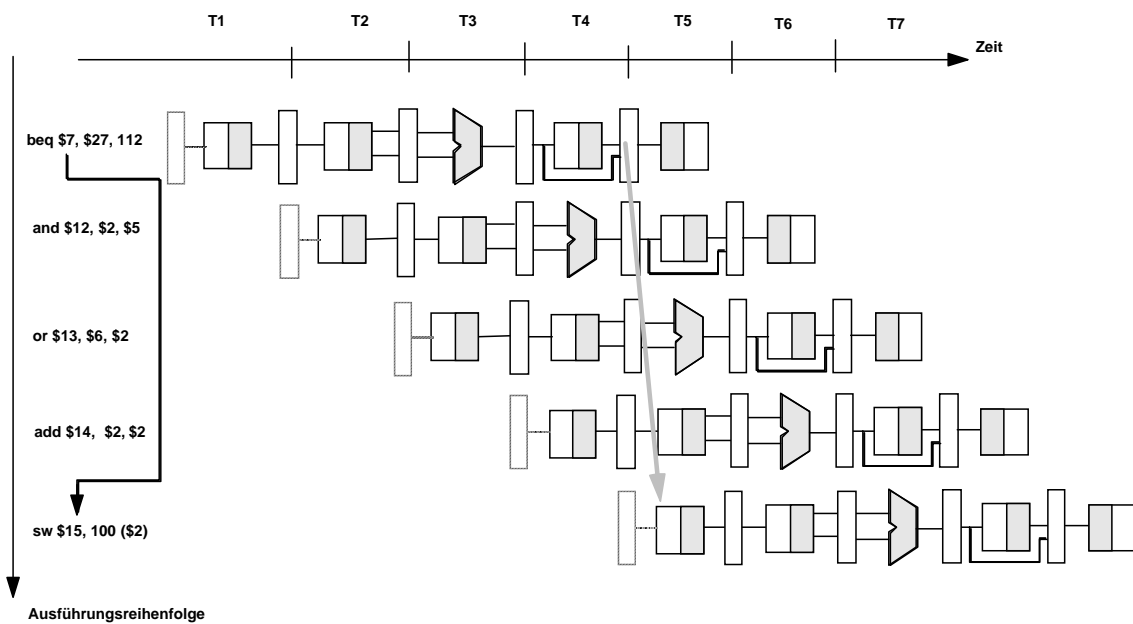 T1 T2 T3 T4 T5 T6 T7
Zeit
beq $7, $27, 112
and $12, $2, $5
or $13, $6, $2
add $14, $2, $2
sw $15, 100 ($2)
Ausführungsreihenfolge